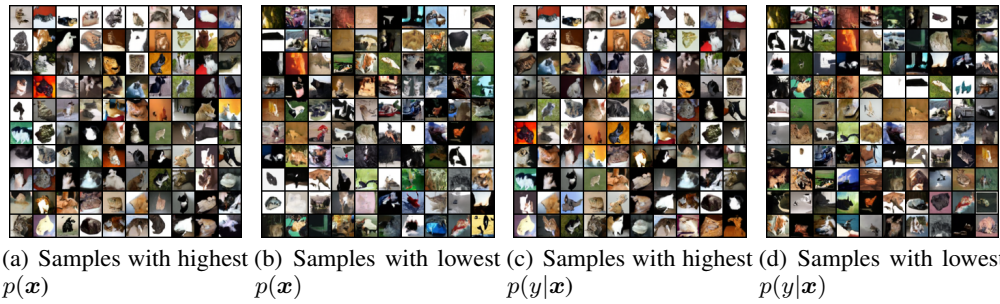 (a) Samples with highest (b) Samples with lowest (c) Samples with highest (d) Samples with lowest
p(x) p(x) p(y|x) p(y|x)